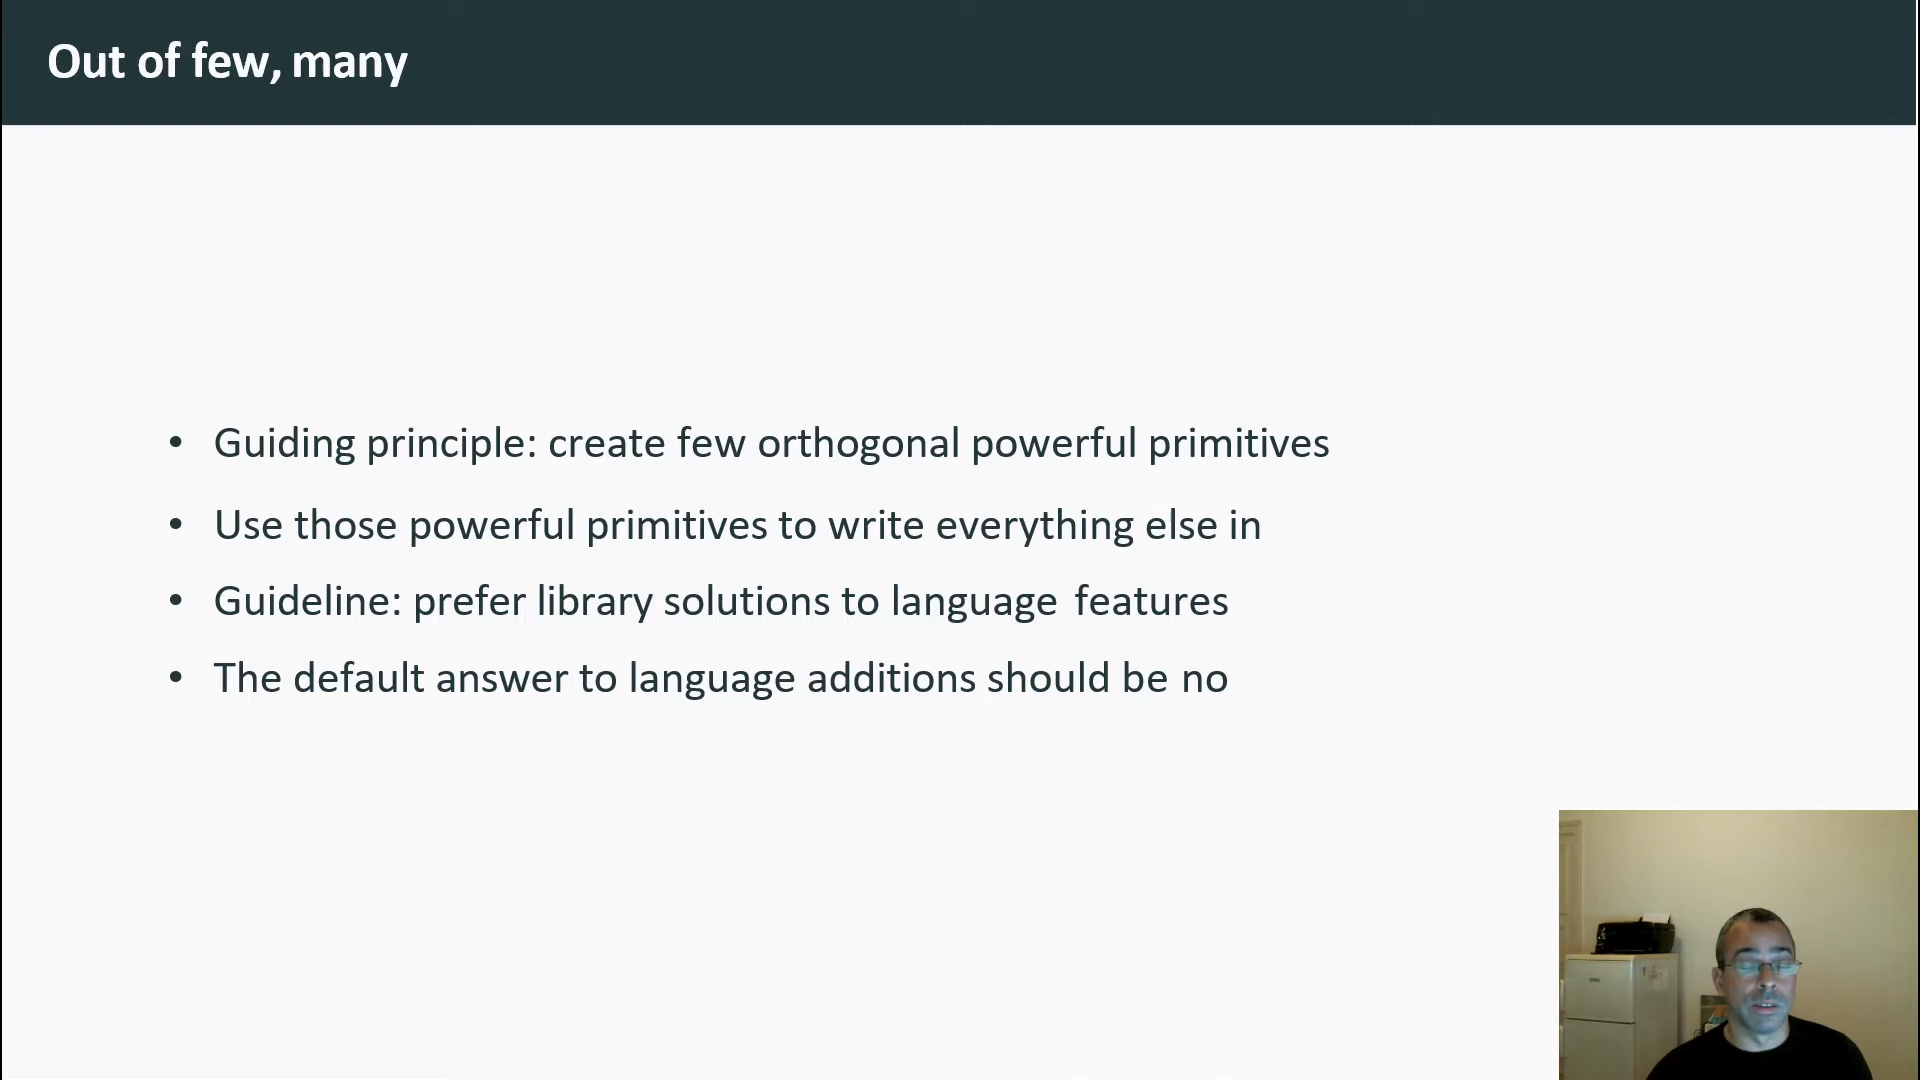 Out of few, many
• Guiding principle: create few orthogonal powerful primitives
• Use those powerful primitives to write everything else in
• Guideline: prefer library solutions to language features
• The default answer to language additions should be no